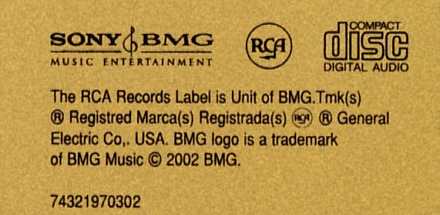 SONY BMG RCA COMPACT
MUSIC ENTERTAINMENT disc
DIGITAL AUDIO
The RCA Records Label is Unit of BMG.Tmk(s)
® Registred Marca(s) Registrada(s) RCA ® General
Electric Co,. USA. BMG logo is a trademark
of BMG Music © 2002 BMG.
74321970302